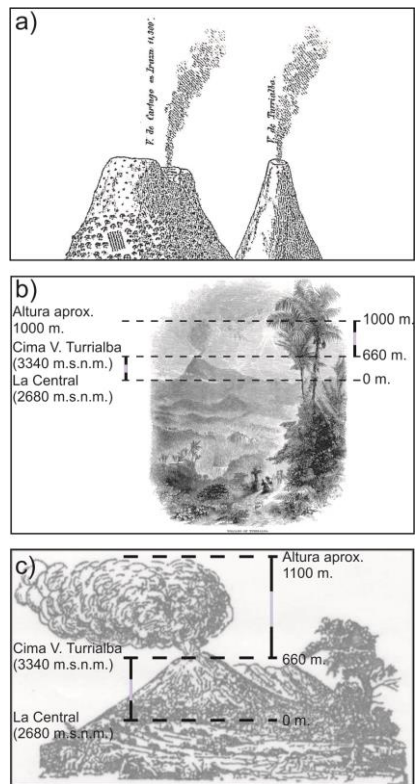 a)
V. de Cartago ou Irazu 11,500'
V. de Turrialba.
b)
Altura aprox.
1000 m.
1000 m.
Cima V. Turrialba
(3340 m.s.n.m.)
660 m.
La Central
(2680 m.s.n.m.)
0 m.
c)
Altura aprox.
1100 m.
Cima V. Turrialba
(3340 m.s.n.m.)
660 m.
La Central
(2680 m.s.n.m.)
0 m.